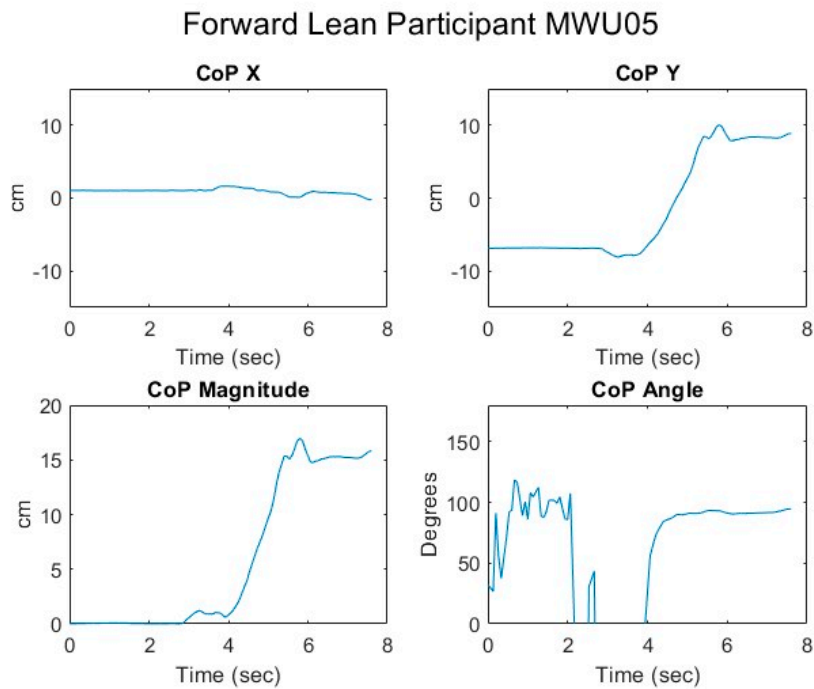 Forward Lean Participant MWU05
CoP X
10
0
-10
cm
0 2 4 6 8
Time (sec)
CoP Y
10
0
-10
cm
0 2 4 6 8
Time (sec)
CoP Magnitude
20
15
10
5
0
cm
0 2 4 6 8
Time (sec)
CoP Angle
150
100
50
0
Degrees
0 2 4 6 8
Time (sec)